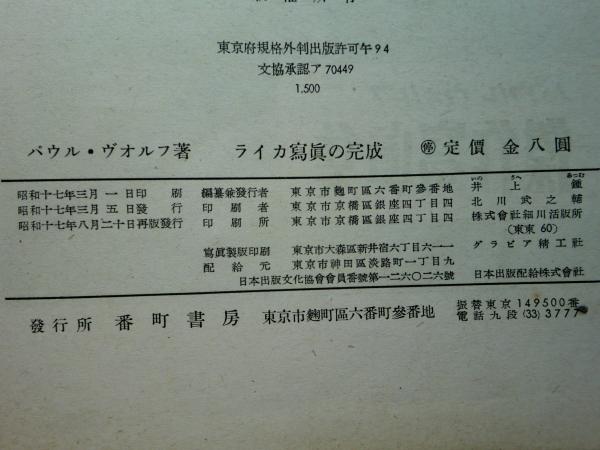 東京府規格外判出版許可午94
文協承認ア70449
1.500
パウル・ヴオルフ著 ライカ寫眞の完成 ㊡定價 金八圓
昭和十七年三月一日印刷 編纂兼發行者 東京市麴町區六番町參番地 井上鍾
いの うへ あつむ
昭和十七年三月五日發行 印刷者 東京市京橋區銀座四丁目四 北川武之輔
昭和十七年八月二十日再版發行 印刷所 東京市京橋區銀座四丁目四 株式會社細川活版所
(東東60)
寫眞製版印刷 東京市大森區新井宿六丁目六一一 グラビア精工社
配給元 東京市神田區淡路町一丁目九
日本出版文化協會會員番號第一二六〇二六號 日本出版配給株式會社
發行所 番町書房 東京市麴町區六番町參番地 振替東京149500番
電話九段(33)3777